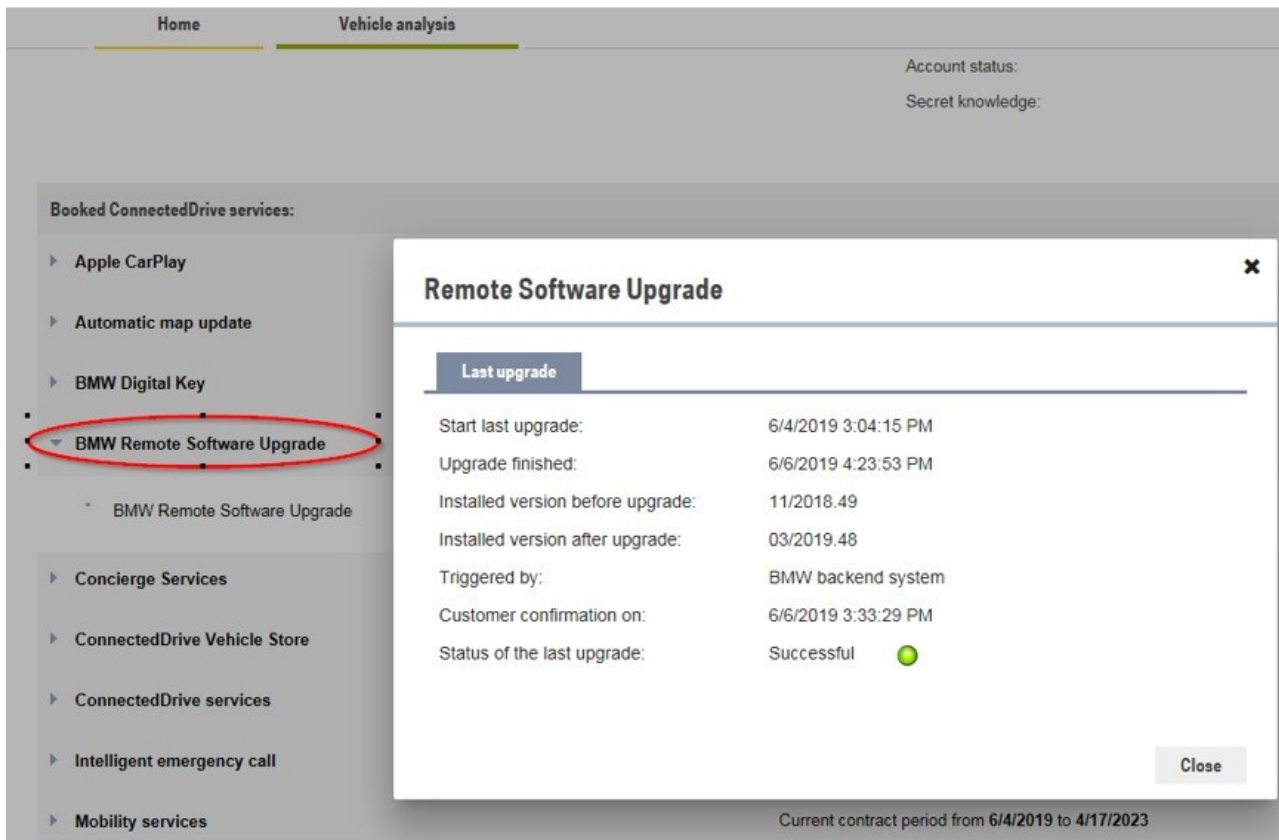 Home Vehicle analysis
Account status:
Secret knowledge:
Booked ConnectedDrive services:
Apple CarPlay
Automatic map update
BMW Digital Key
BMW Remote Software Upgrade
BMW Remote Software Upgrade
Concierge Services
ConnectedDrive Vehicle Store
ConnectedDrive services
Intelligent emergency call
Mobility services
Current contract period from 6/4/2019 to 4/17/2023
Remote Software Upgrade
Last upgrade
Start last upgrade: 6/4/2019 3:04:15 PM
Upgrade finished: 6/6/2019 4:23:53 PM
Installed version before upgrade: 11/2018.49
Installed version after upgrade: 03/2019.48
Triggered by: BMW backend system
Customer confirmation on: 6/6/2019 3:33:29 PM
Status of the last upgrade: Successful
Close